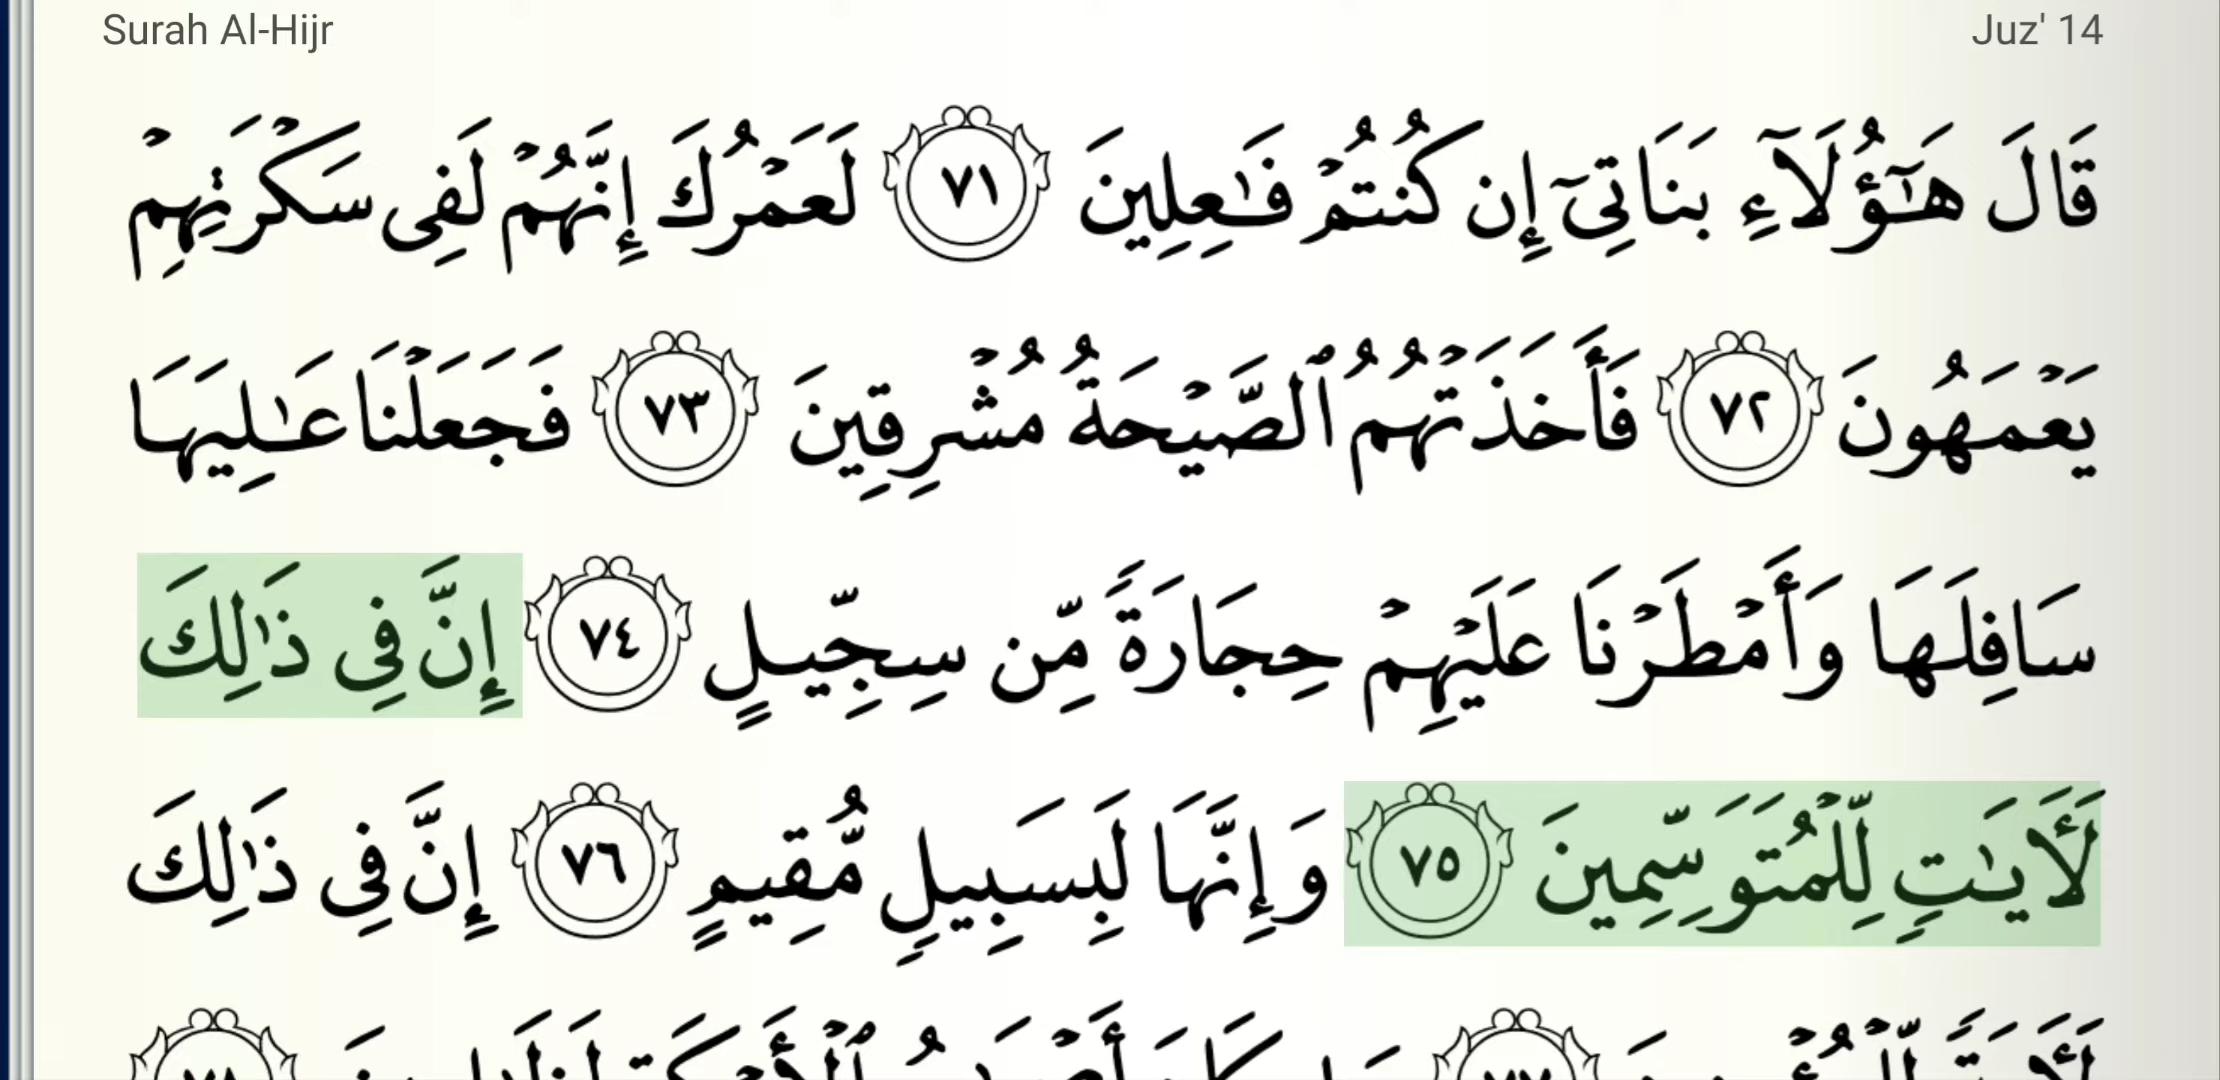 Surah Al-Hijr Juz' 14
قَالَ هَٰٓؤُلَآءِ بَنَاتِىٓ إِن كُنتُمْ فَٰعِلِينَ ٧١ لَعَمْرُكَ إِنَّهُمْ لَفِى سَكْرَتِهِمْ
يَعْمَهُونَ ٧٢ فَأَخَذَتْهُمُ ٱلصَّيْحَةُ مُشْرِقِينَ ٧٣ فَجَعَلْنَا عَٰلِيَهَا
سَافِلَهَا وَأَمْطَرْنَا عَلَيْهِمْ حِجَارَةً مِّن سِجِّيلٍ ٧٤ إِنَّ فِى ذَٰلِكَ
لَأَيَٰتٍ لِّلْمُتَوَسِّمِينَ ٧٥ وَإِنَّهَا لَبِسَبِيلٍ مُّقِيمٍ ٧٦ إِنَّ فِى ذَٰلِكَ